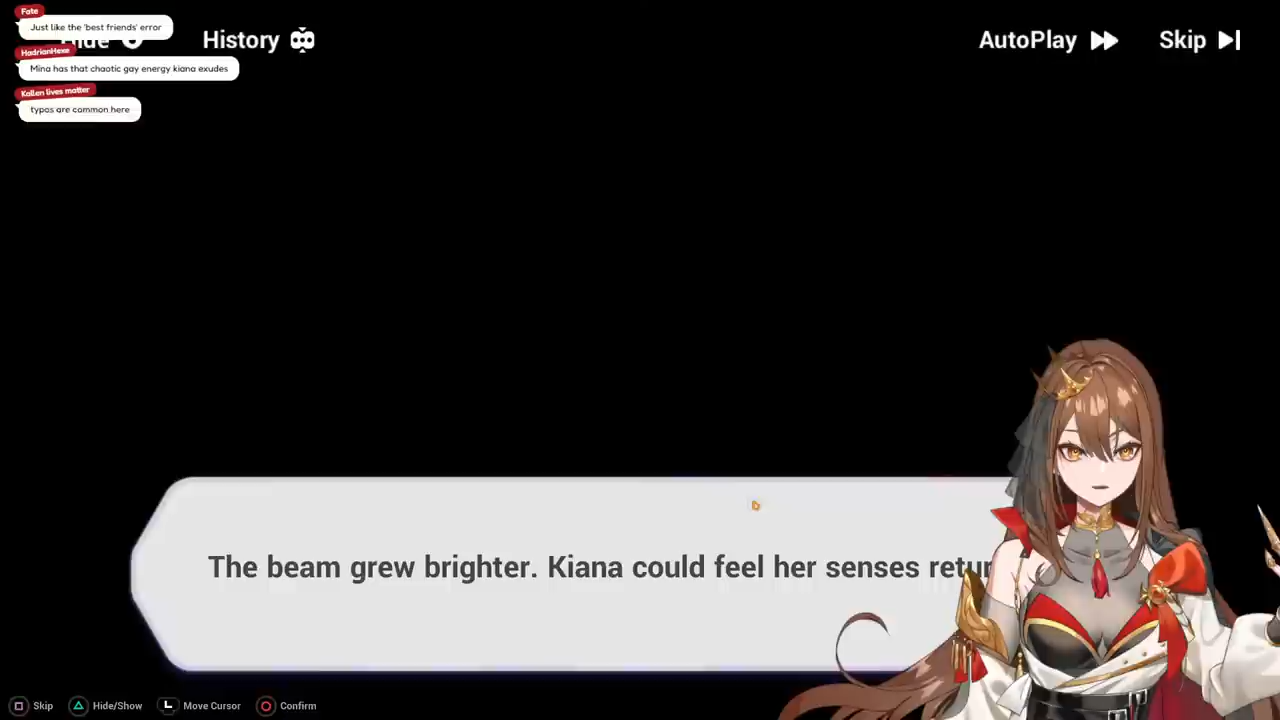 Fate
Just like the 'best friends' error
Hide
History
AutoPlay
Skip
HadrianHexe
Mina has that chaotic gay energy kiana exudes
Kallen lives matter
typos are common here
The beam grew brighter. Kiana could feel her senses retur
Skip
Hide/Show
L
Move Cursor
Confirm